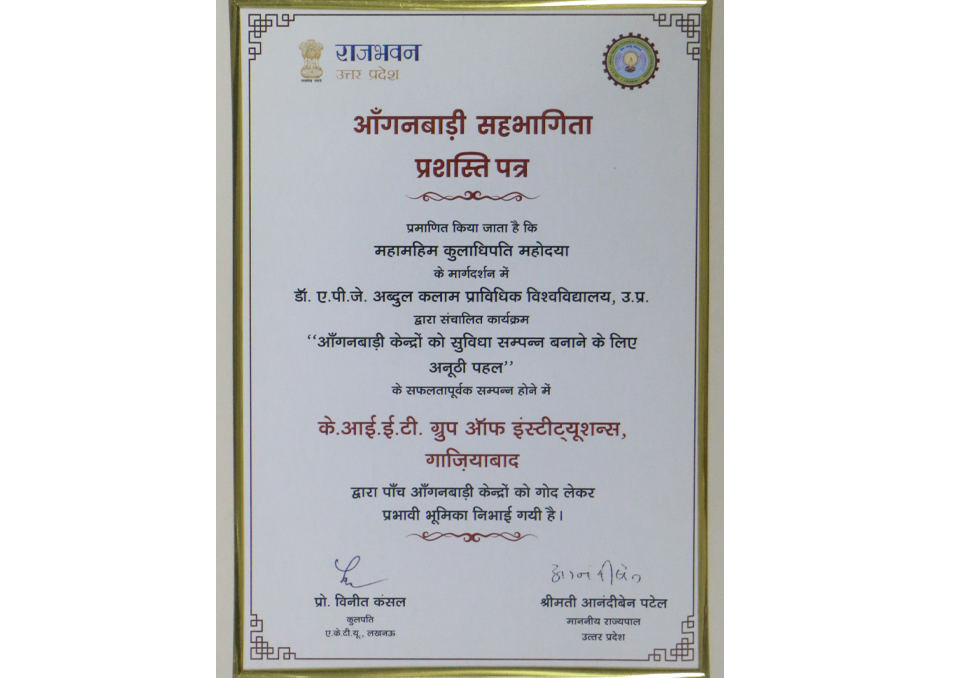 राजभवन
उत्तर प्रदेश
आँगनबाड़ी सहभागिता
प्रशस्ति पत्र
प्रमाणित किया जाता है कि
महामहिम कुलाधिपति महोदया
के मार्गदर्शन में
डॉ. ए.पी.जे. अब्दुल कलाम प्राविधिक विश्वविद्यालय, उ.प्र.
द्वारा संचालित कार्यक्रम
‘‘आँगनबाड़ी केन्द्रों को सुविधा सम्पन्न बनाने के लिए
अनूठी पहल’’
के सफलतापूर्वक सम्पन्न होने में
के.आई.ई.टी. ग्रुप ऑफ इंस्टीट्यूशन्स,
गाज़ियाबाद
द्वारा पाँच आँगनबाड़ी केन्द्रों को गोद लेकर
प्रभावी भूमिका निभाई गयी है।
आनंदीबेन
प्रो. विनीत कंसल
कुलपति
ए.के.टी.यू., लखनऊ
श्रीमती आनंदीबेन पटेल
माननीय राज्यपाल
उत्तर प्रदेश